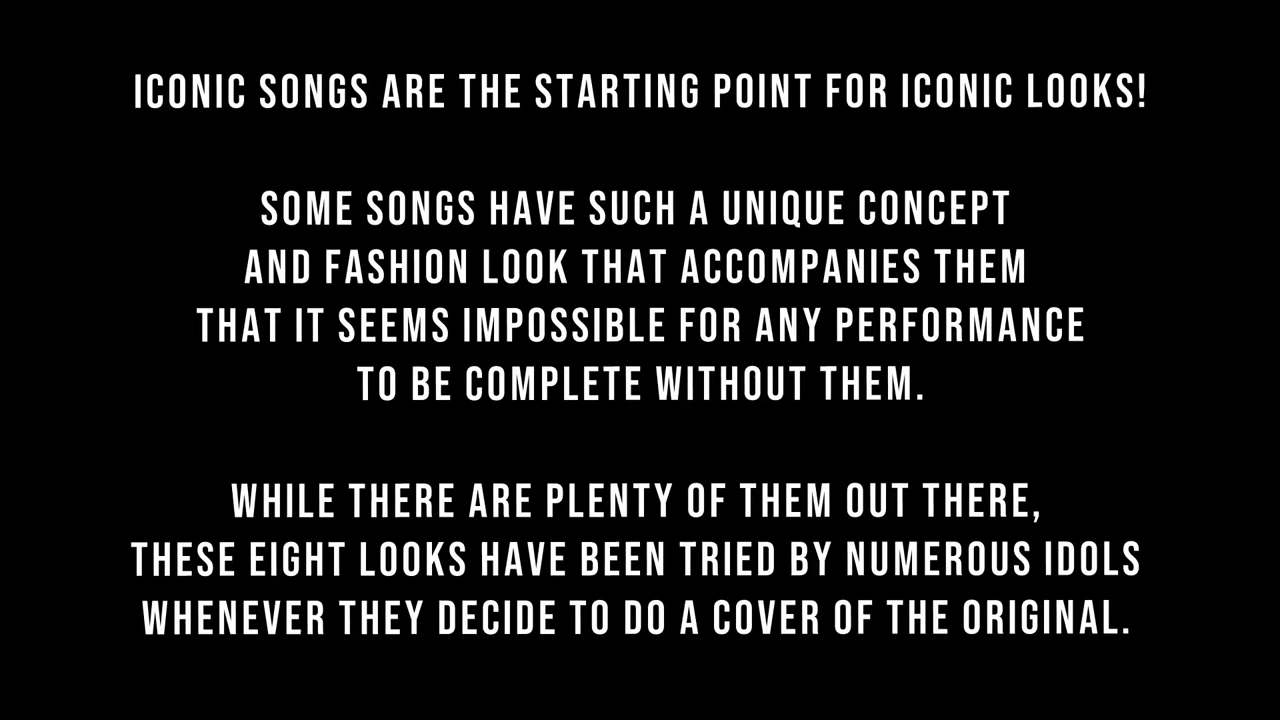 ICONIC SONGS ARE THE STARTING POINT FOR ICONIC LOOKS!
SOME SONGS HAVE SUCH A UNIQUE CONCEPT
AND FASHION LOOK THAT ACCOMPANIES THEM
THAT IT SEEMS IMPOSSIBLE FOR ANY PERFORMANCE
TO BE COMPLETE WITHOUT THEM.
WHILE THERE ARE PLENTY OF THEM OUT THERE,
THESE EIGHT LOOKS HAVE BEEN TRIED BY NUMEROUS IDOLS
WHENEVER THEY DECIDE TO DO A COVER OF THE ORIGINAL.